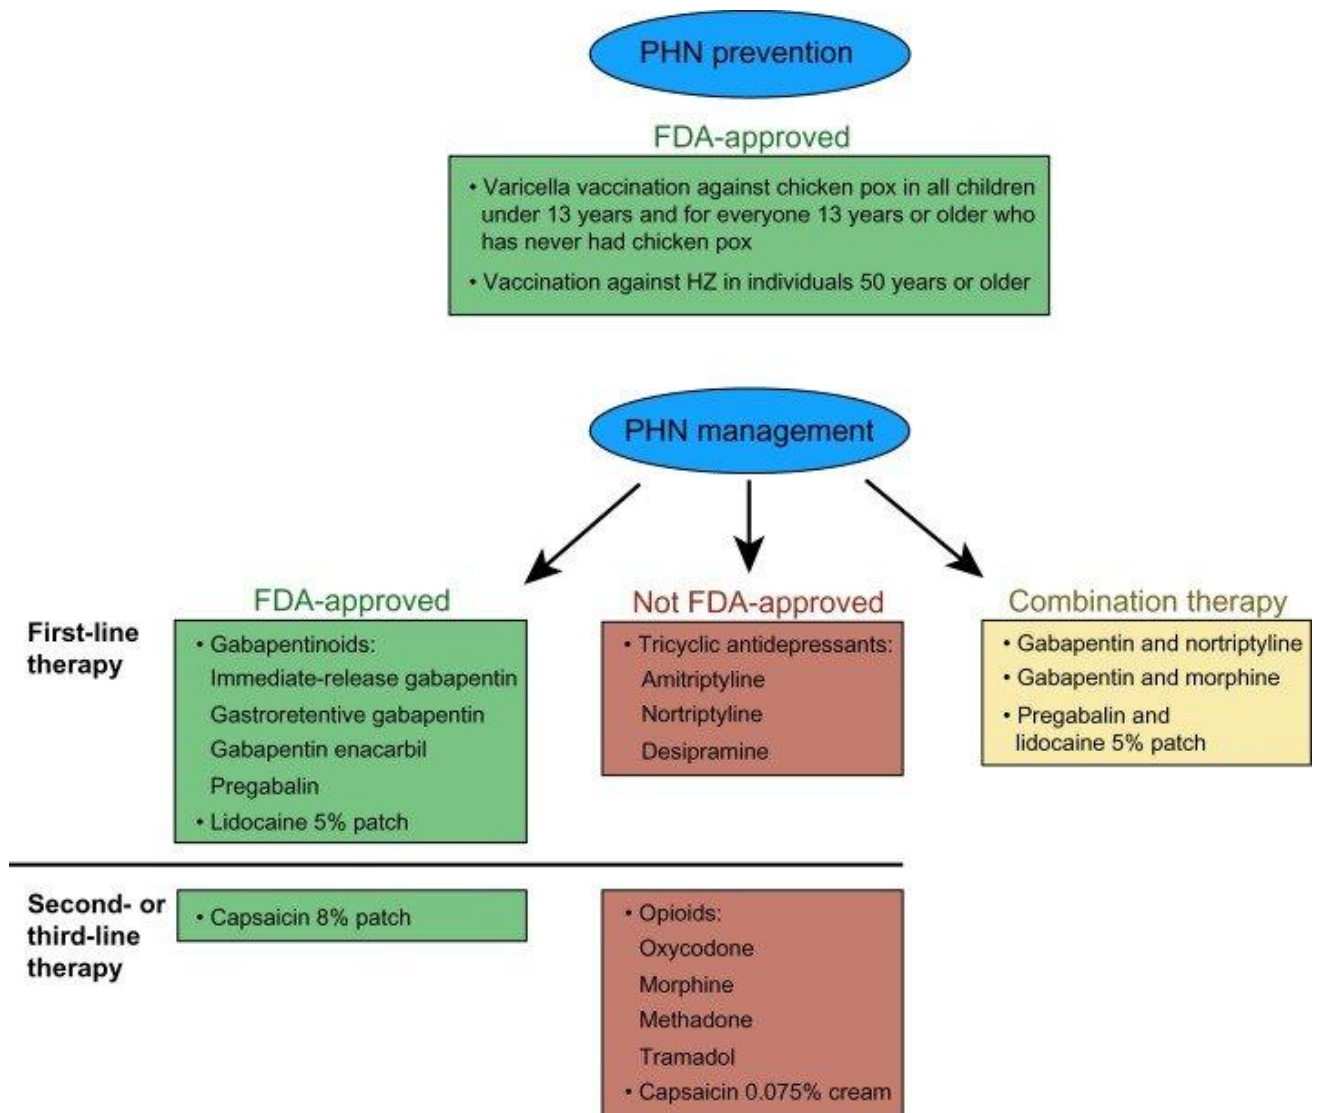 PHN prevention
FDA-approved
• Varicella vaccination against chicken pox in all children
under 13 years and for everyone 13 years or older who
has never had chicken pox
• Vaccination against HZ in individuals 50 years or older
PHN management
First-line
therapy
FDA-approved
• Gabapentinoids:
Immediate-release gabapentin
Gastroretentive gabapentin
Gabapentin enacarbil
Pregabalin
• Lidocaine 5% patch
Not FDA-approved
• Tricyclic antidepressants:
Amitriptyline
Nortriptyline
Desipramine
Combination therapy
• Gabapentin and nortriptyline
• Gabapentin and morphine
• Pregabalin and
lidocaine 5% patch
Second- or
third-line
therapy
• Capsaicin 8% patch
• Opioids:
Oxycodone
Morphine
Methadone
Tramadol
• Capsaicin 0.075% cream